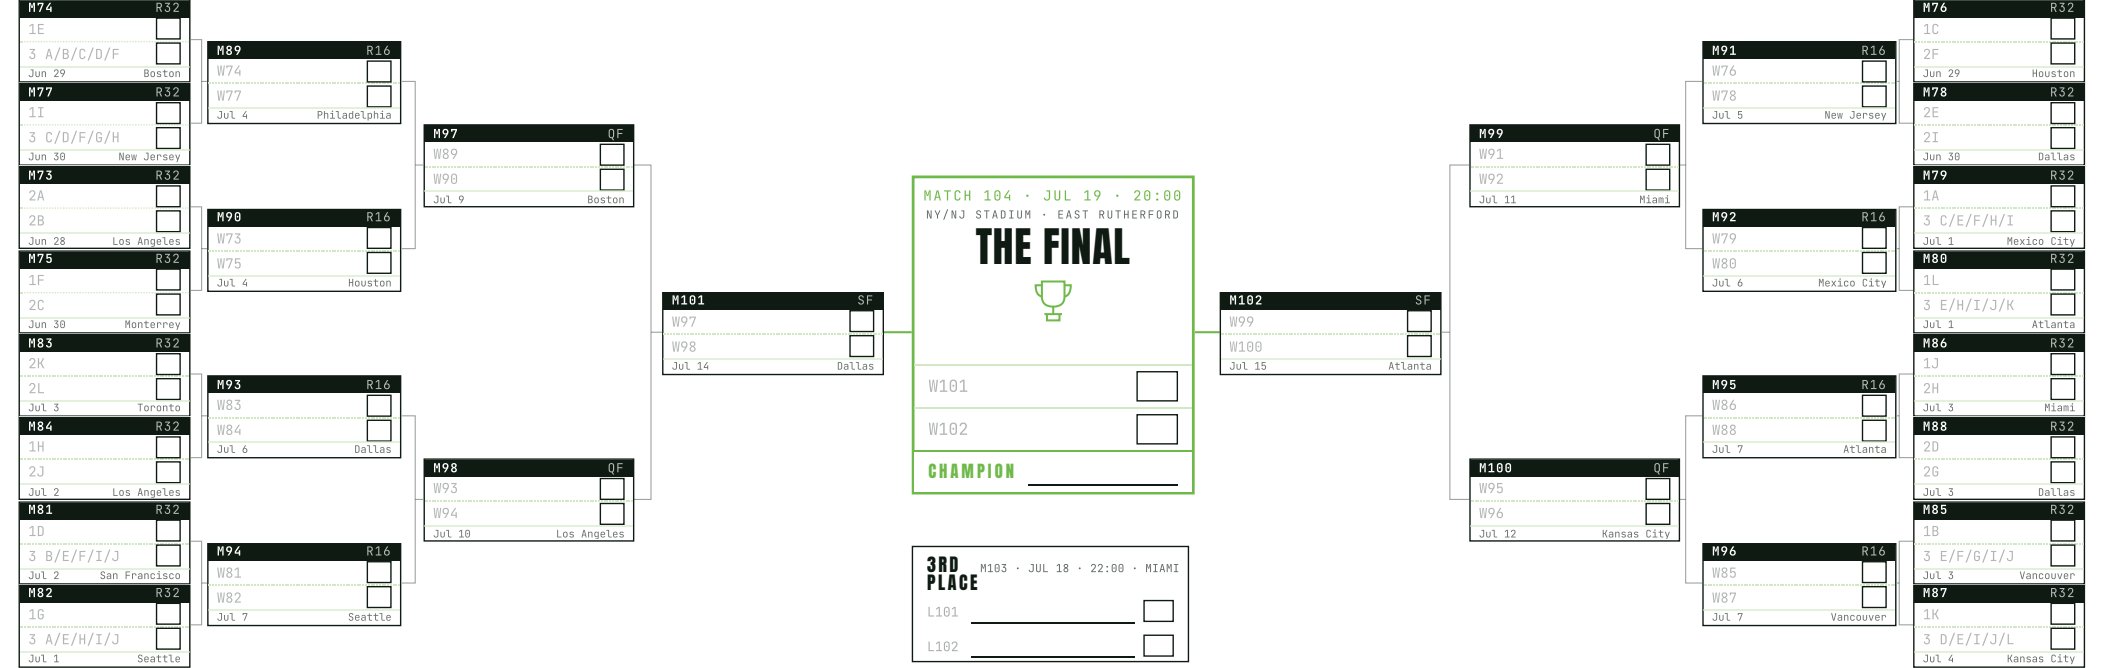 M74 R32
1E
3 A/B/C/D/F
Jun 29 Boston
M77 R32
1I
3 C/D/F/G/H
Jun 30 New Jersey
M73 R32
2A
2B
Jun 28 Los Angeles
M75 R32
1F
2C
Jun 30 Monterrey
M83 R32
2K
2L
Jul 3 Toronto
M84 R32
1H
2J
Jul 2 Los Angeles
M81 R32
1D
3 B/E/F/I/J
Jul 2 San Francisco
M82 R32
1G
3 A/E/H/I/J
Jul 1 Seattle
M89 R16
W74
W77
Jul 4 Philadelphia
M90 R16
W73
W75
Jul 4 Houston
M93 R16
W83
W84
Jul 6 Dallas
M94 R16
W81
W82
Jul 7 Seattle
M97 QF
W89
W90
Jul 9 Boston
M98 QF
W93
W94
Jul 10 Los Angeles
M101 SF
W97
W98
Jul 14 Dallas
MATCH 104 · JUL 19 · 20:00
NY/NJ STADIUM · EAST RUTHERFORD
THE FINAL
W101
W102
CHAMPION
3RD
PLACE
M103 · JUL 18 · 22:00 · MIAMI
L101
L102
M102 SF
W99
W100
Jul 15 Atlanta
M99 QF
W91
W92
Jul 11 Miami
M100 QF
W95
W96
Jul 12 Kansas City
M91 R16
W76
W78
Jul 5 New Jersey
M92 R16
W79
W80
Jul 6 Mexico City
M95 R16
W86
W88
Jul 7 Atlanta
M96 R16
W85
W87
Jul 7 Vancouver
M76 R32
1C
2F
Jun 29 Houston
M78 R32
2E
2I
Jun 30 Dallas
M79 R32
1A
3 C/E/F/H/I
Jul 1 Mexico City
M80 R32
1L
3 E/H/I/J/K
Jul 1 Atlanta
M86 R32
1J
2H
Jul 3 Miami
M88 R32
2D
2G
Jul 3 Dallas
M85 R32
1B
3 E/F/G/I/J
Jul 3 Vancouver
M87 R32
1K
3 D/E/I/J/L
Jul 4 Kansas City